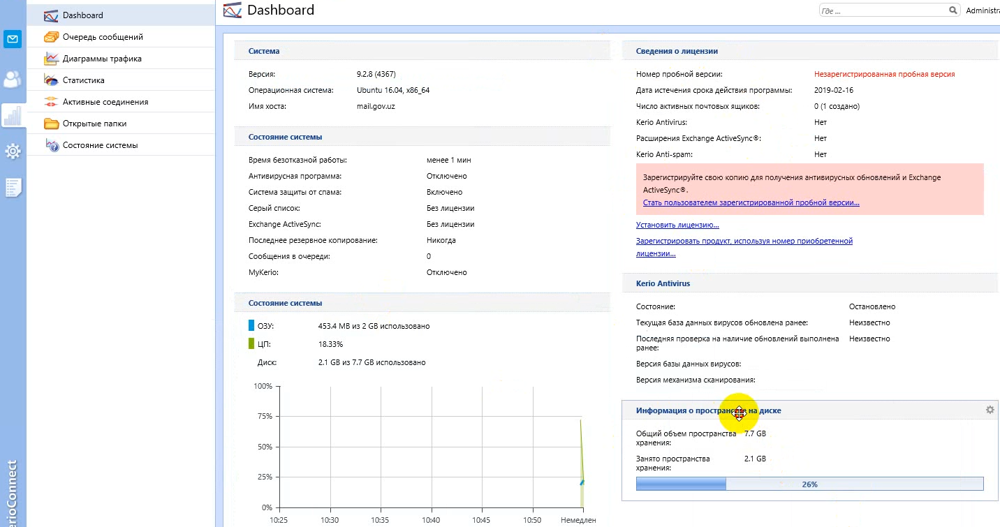 Dashboard
Очередь сообщений
Диаграммы трафика
Статистика
Активные соединения
Открытые папки
Состояние системы
erioConnect
Dashboard
Где ...
Administra
Система
Версия: 9.2.8 (4367)
Операционная система: Ubuntu 16.04, x86_64
Имя хоста: mail.gov.uz
Состояние системы
Время безотказной работы: менее 1 мин
Антивирусная программа: Отключено
Система защиты от спама: Включено
Серый список: Без лицензии
Exchange ActiveSync: Без лицензии
Последнее резервное копирование: Никогда
Сообщения в очереди: 0
MyKerio: Отключено
Состояние системы
ОЗУ: 453.4 MB из 2 GB использовано
ЦП: 18.33%
Диск: 2.1 GB из 7.7 GB использовано
100%
75%
50%
25%
0%
10:25 10:30 10:35 10:40 10:45 10:50 Немедлен
Сведения о лицензии
Номер пробной версии: Незарегистрированная пробная версия
Дата истечения срока действия программы: 2019-02-16
Число активных почтовых ящиков: 0 (1 создано)
Kerio Antivirus: Нет
Расширения Exchange ActiveSync®: Нет
Kerio Anti-spam: Нет
Зарегистрируйте свою копию для получения антивирусных обновлений и Exchange
ActiveSync®.
Стать пользователем зарегистрированной пробной версии...
Установить лицензию...
Зарегистрировать продукт, используя номер приобретенной
лицензии...
Kerio Antivirus
Состояние: Остановлено
Текущая база данных вирусов обновлена ранее: Неизвестно
Последняя проверка на наличие обновлений выполнена Неизвестно
ранее:
Версия базы данных вирусов:
Версия механизма сканирования:
Информация о пространстве на диске
Общий объем пространства 7.7 GB
хранения:
Занято пространства 2.1 GB
хранения:
26%